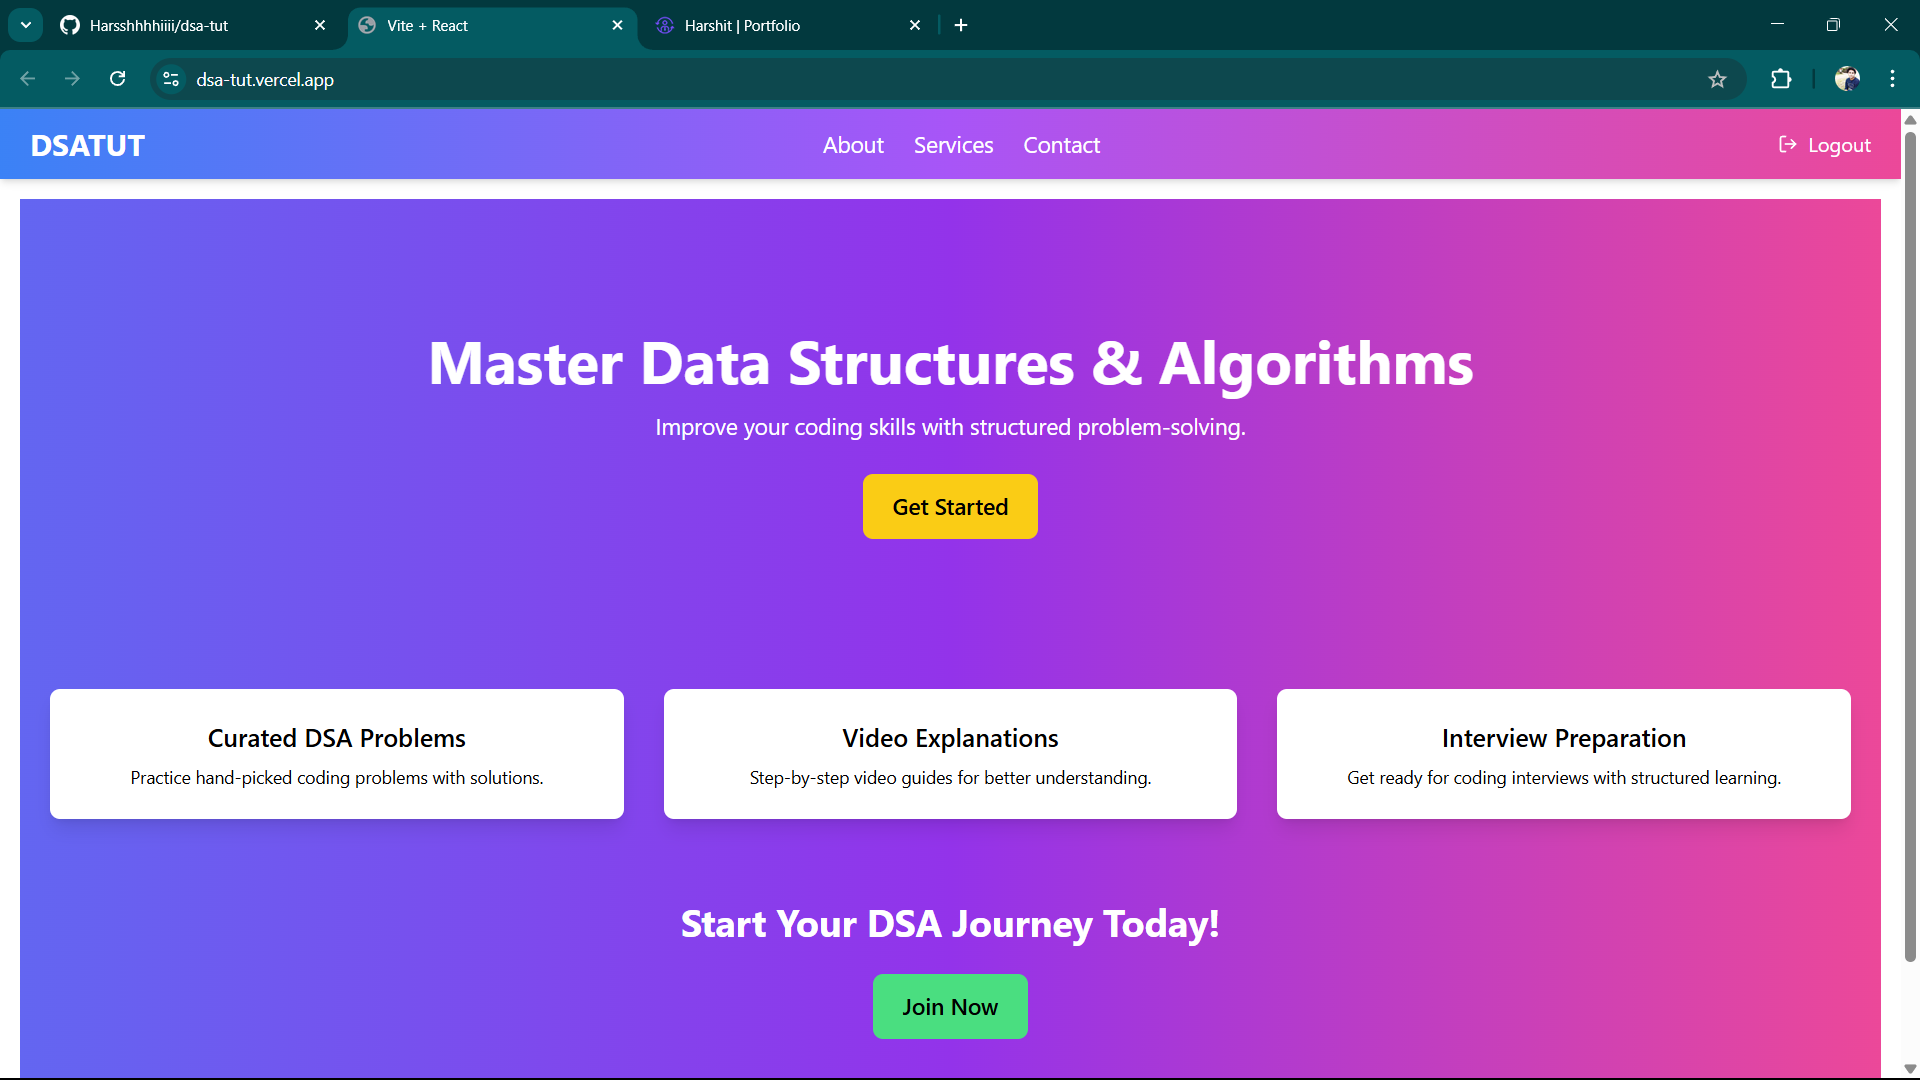 Harsshhhhiiii/dsa-tut
Vite + React
Harshit | Portfolio
dsa-tut.vercel.app
DSATUT
About
Services
Contact
Logout
Master Data Structures & Algorithms
Improve your coding skills with structured problem-solving.
Get Started
Curated DSA Problems
Practice hand-picked coding problems with solutions.
Video Explanations
Step-by-step video guides for better understanding.
Interview Preparation
Get ready for coding interviews with structured learning.
Start Your DSA Journey Today!
Join Now